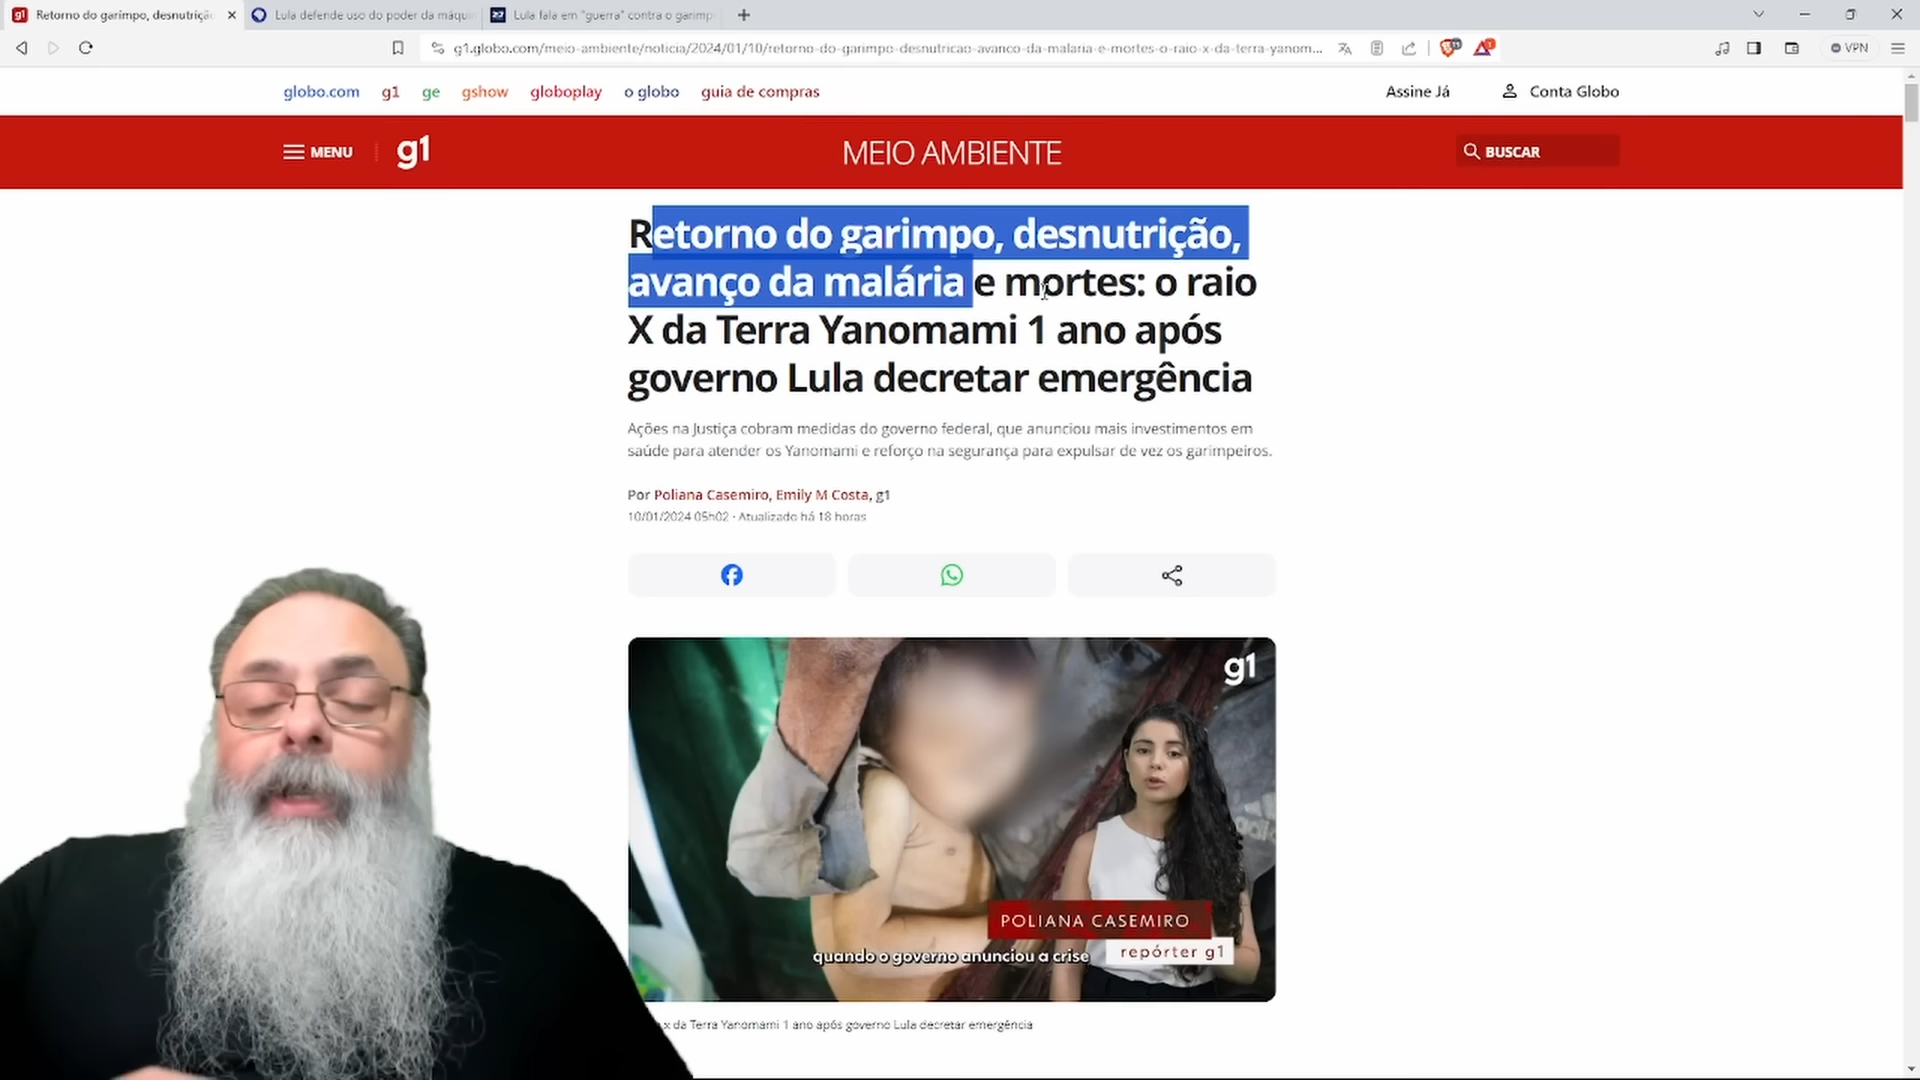 Retorno do garimpo, desnutriçã
Lula defende uso do poder da máqui
Lula fala em "guerra" contra o garimp
g1.globo.com/meio-ambiente/noticia/2024/01/10/retorno-do-garimpo-desnutricao-avanco-da-malaria-e-mortes-o-raio-x-da-terra-yanom...
VPN
globo.com g1 ge gshow globoplay o globo guia de compras
Assine Já
Conta Globo
MENU
g1
MEIO AMBIENTE
BUSCAR
Retorno do garimpo, desnutrição,
avanço da malária e mortes: o raio
X da Terra Yanomami 1 ano após
governo Lula decretar emergência
Ações na Justiça cobram medidas do governo federal, que anunciou mais investimentos em
saúde para atender os Yanomami e reforço na segurança para expulsar de vez os garimpeiros.
Por Poliana Casemiro, Emily M Costa, g1
10/01/2024 05h02 · Atualizado há 18 horas
g1
POLIANA CASEMIRO
repórter g1
quando o governo anunciou a crise
x da Terra Yanomami 1 ano após governo Lula decretar emergência